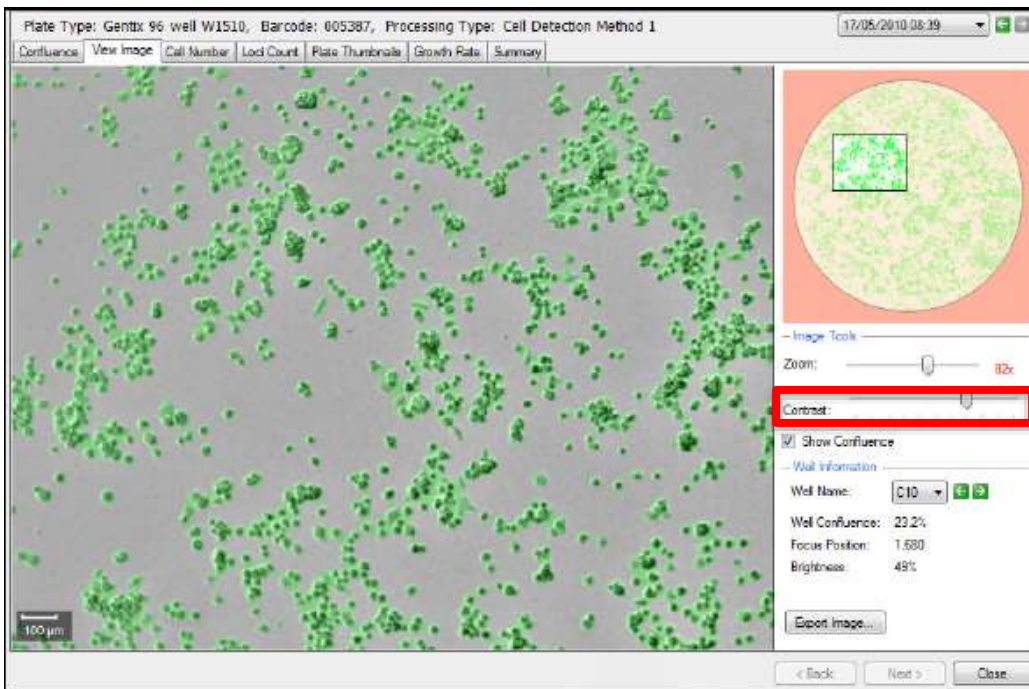 Plate Type: Genttix 96 well W1510, Barcode: 005387, Processing Type: Cell Detection Method 1
17/05/2010 08:39
Confluence View Image Cell Number Loci Count Plate Thumbnails Growth Rate Summary
Image Tools
Zoom: 82x
Contrast:
Show Confluence
Well Information
Well Name: C10
Well Confluence: 23.2%
Focus Position: 1.680
Brightness: 49%
100 µm
Export Image...
< Back Next > Close